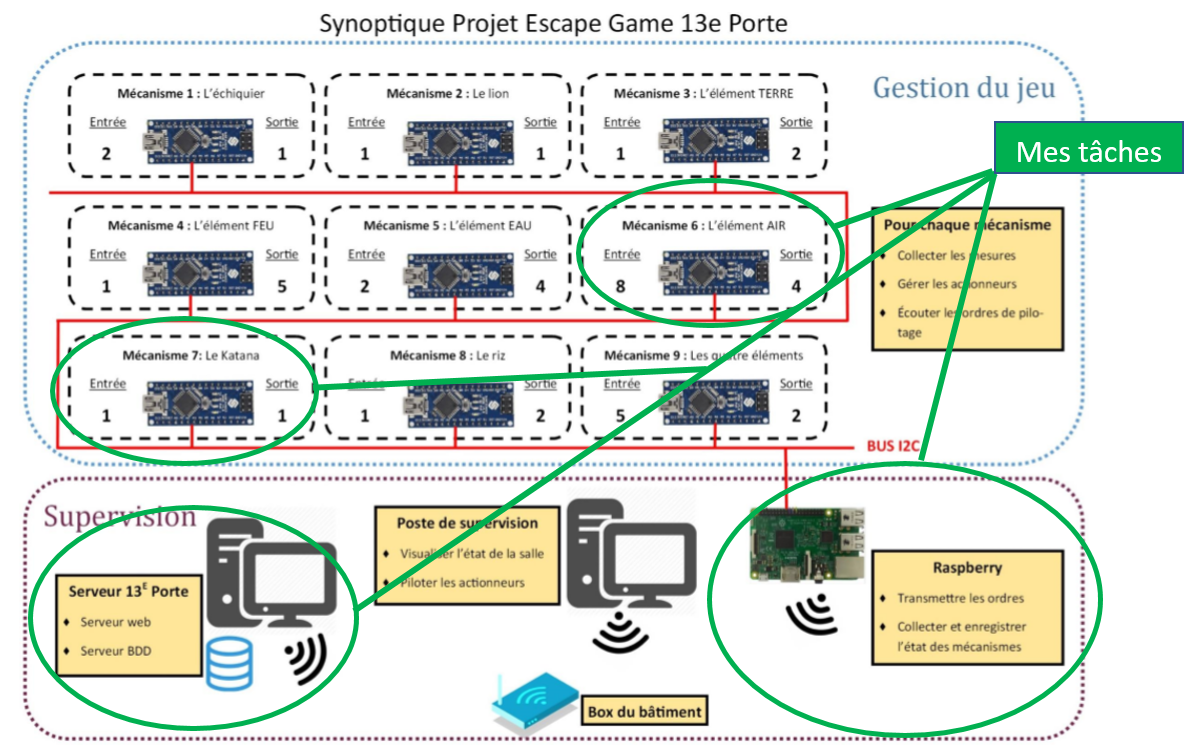 Synoptique Projet Escape Game 13e Porte
Gestion du jeu
Mes tâches
Mécanisme 1 : L'échiquier
Entrée
Sortie
2
1
Mécanisme 2 : Le lion
Entrée
Sortie
1
1
Mécanisme 3 : L'élément TERRE
Entrée
Sortie
1
2
Mécanisme 4 : L'élément FEU
Entrée
Sortie
1
5
Mécanisme 5 : L'élément EAU
Entrée
Sortie
2
4
Mécanisme 6 : L'élément AIR
Entrée
Sortie
8
4
Pour chaque mécanisme
♦ Collecter les mesures
♦ Gérer les actionneurs
♦ Écouter les ordres de pilo-
tage
Mécanisme 7: Le Katana
Entrée
Sortie
1
1
Mécanisme 8 : Le riz
Entrée
Sortie
1
2
Mécanisme 9 : Les quatre éléments
Entrée
Sortie
5
2
BUS I2C
Supervision
Serveur 13E Porte
♦ Serveur web
♦ Serveur BDD
Poste de supervision
♦ Visualiser l'état de la salle
♦ Piloter les actionneurs
Raspberry
♦ Transmettre les ordres
♦ Collecter et enregistrer
l'état des mécanismes
Box du bâtiment